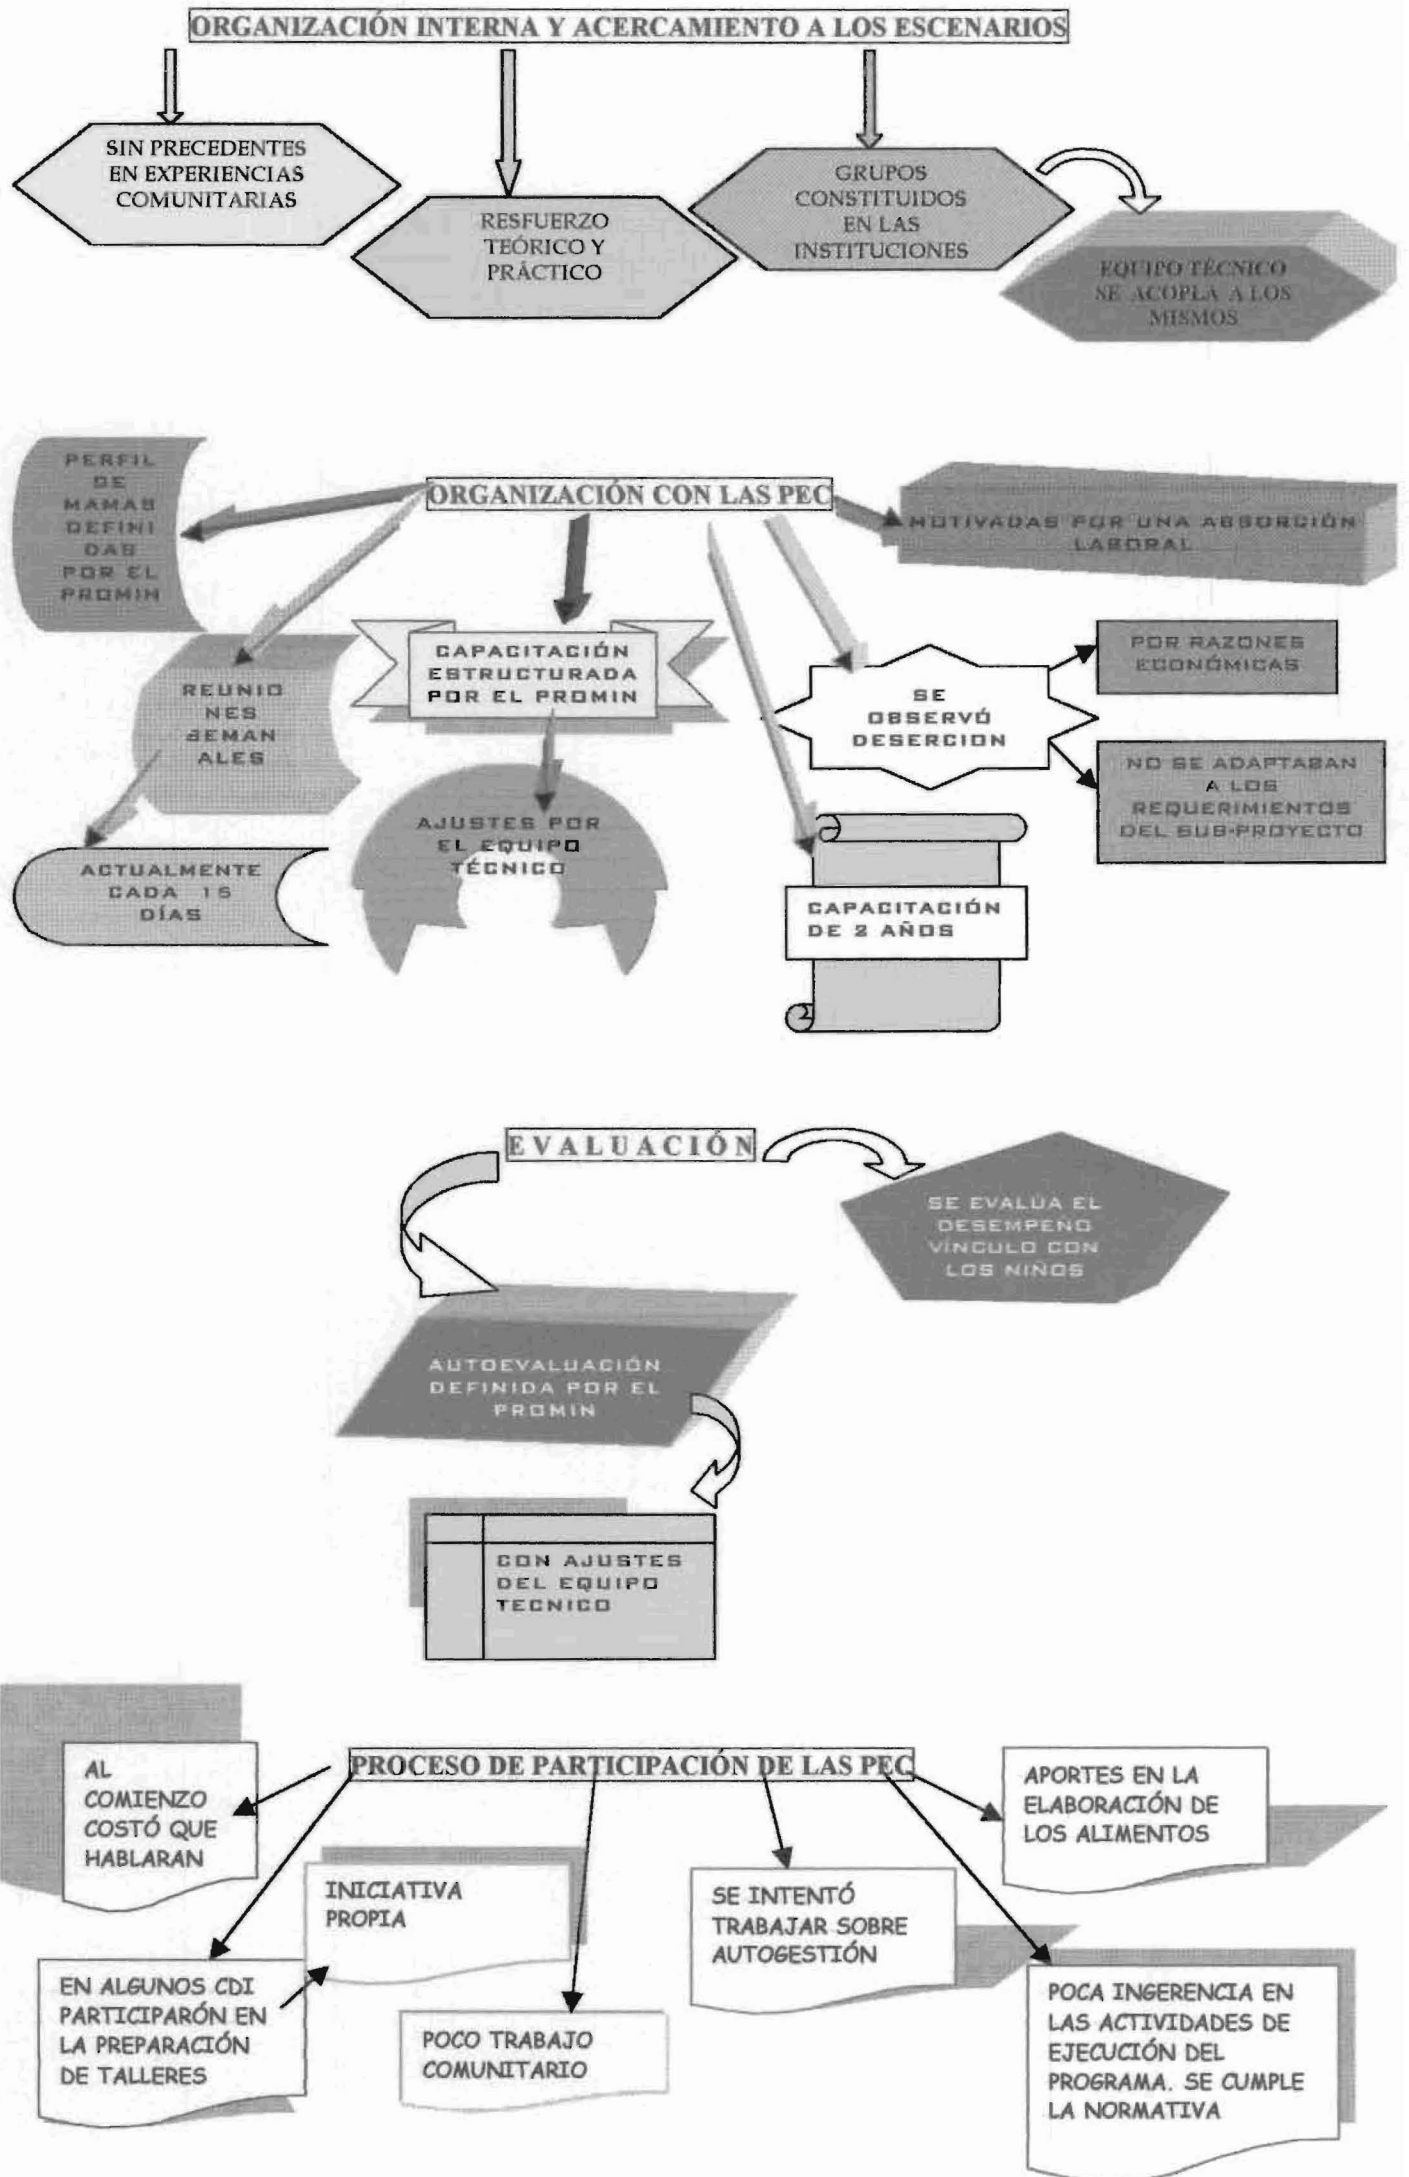 ORGANIZACIÓN INTERNA Y ACERCAMIENTO A LOS ESCENARIOS
SIN PRECEDENTES
EN EXPERIENCIAS
COMUNITARIAS
RESFUERZO
TEÓRICO Y
PRÁCTICO
GRUPOS
CONSTITUIDOS
EN LAS
INSTITUCIONES
EQUIPO TÉCNICO
SE ACOPLA A LOS
MISMOS
ORGANIZACIÓN CON LAS PEC
PERFIL
DE
MAMAS
DEFINI
DAS
POR EL
PROMIN
MOTIVADAS POR UNA ABSORCIÓN
LABORAL
REUNIO
NES
SEMAN
ALES
ACTUALMENTE
CADA 15
DÍAS
CAPACITACIÓN
ESTRUCTURADA
POR EL PROMIN
AJUSTES POR
EL EQUIPO
TÉCNICO
SE
OBSERVÓ
DESERCION
POR RAZONES
ECONÓMICAS
NO SE ADAPTABAN
A LOS
REQUERIMIENTOS
DEL SUB-PROYECTO
CAPACITACIÓN
DE 2 AÑOS
EVALUACIÓN
SE EVALÚA EL
DESEMPEÑO
VÍNCULO CON
LOS NIÑOS
AUTOEVALUACIÓN
DEFINIDA POR EL
PROMIN
CON AJUSTES
DEL EQUIPO
TECNICO
PROCESO DE PARTICIPACIÓN DE LAS PEC
AL
COMIENZO
COSTÓ QUE
HABLARAN
EN ALGUNOS CDI
PARTICIPARÓN EN
LA PREPARACIÓN
DE TALLERES
INICIATIVA
PROPIA
POCO TRABAJO
COMUNITARIO
SE INTENTÓ
TRABAJAR SOBRE
AUTOGESTIÓN
APORTES EN LA
ELABORACIÓN DE
LOS ALIMENTOS
POCA INGERENCIA EN
LAS ACTIVIDADES DE
EJECUCIÓN DEL
PROGRAMA. SE CUMPLE
LA NORMATIVA